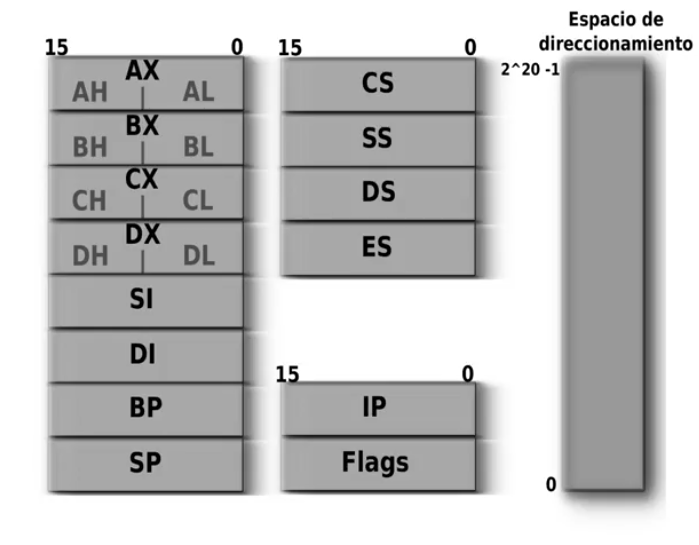 15 0
AX
AH AL
BX
BH BL
CX
CH CL
DX
DH DL
SI
DI
BP
SP
15 0
CS
SS
DS
ES
15 0
IP
Flags
Espacio de
direccionamiento
2^20 -1
0